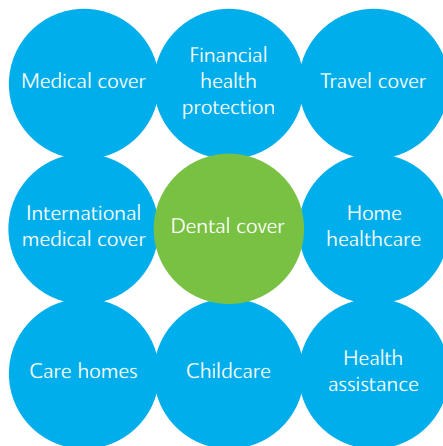 Medical cover
Financial
health
protection
Travel cover
International
medical cover
Dental cover
Home
healthcare
Care homes
Childcare
Health
assistance